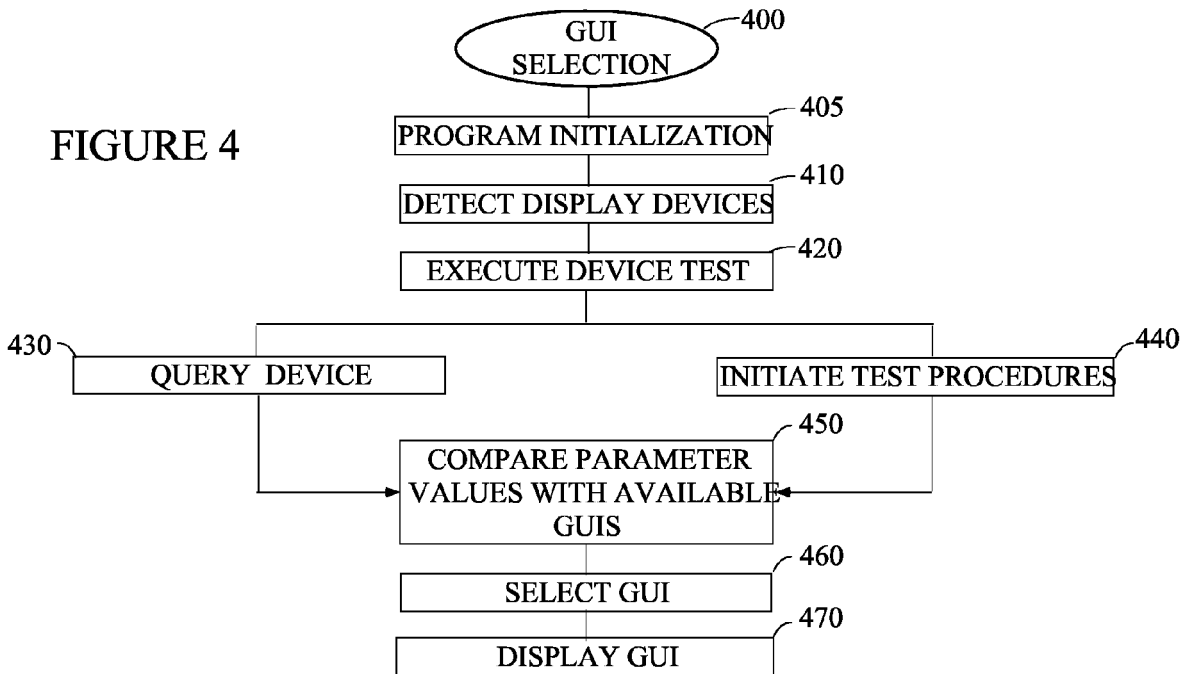 400
GUI
SELECTION
405
FIGURE 4
PROGRAM INITIALIZATION
410
DETECT DISPLAY DEVICES
420
EXECUTE DEVICE TEST
430
440
QUERY DEVICE
INITIATE TEST PROCEDURES
450
COMPARE PARAMETER
VALUES WITH AVAILABLE
GUIS
460
SELECT GUI
470
DISPLAY GUI